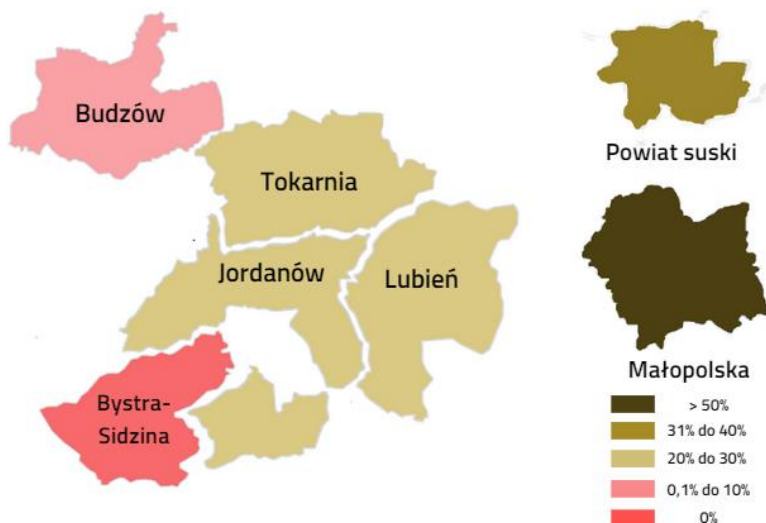 Budzów
Tokarnia
Jordanów
Lubień
Bystra-
Sidzina
Powiat suski
Małopolska
> 50%
31% do 40%
20% do 30%
0,1% do 10%
0%